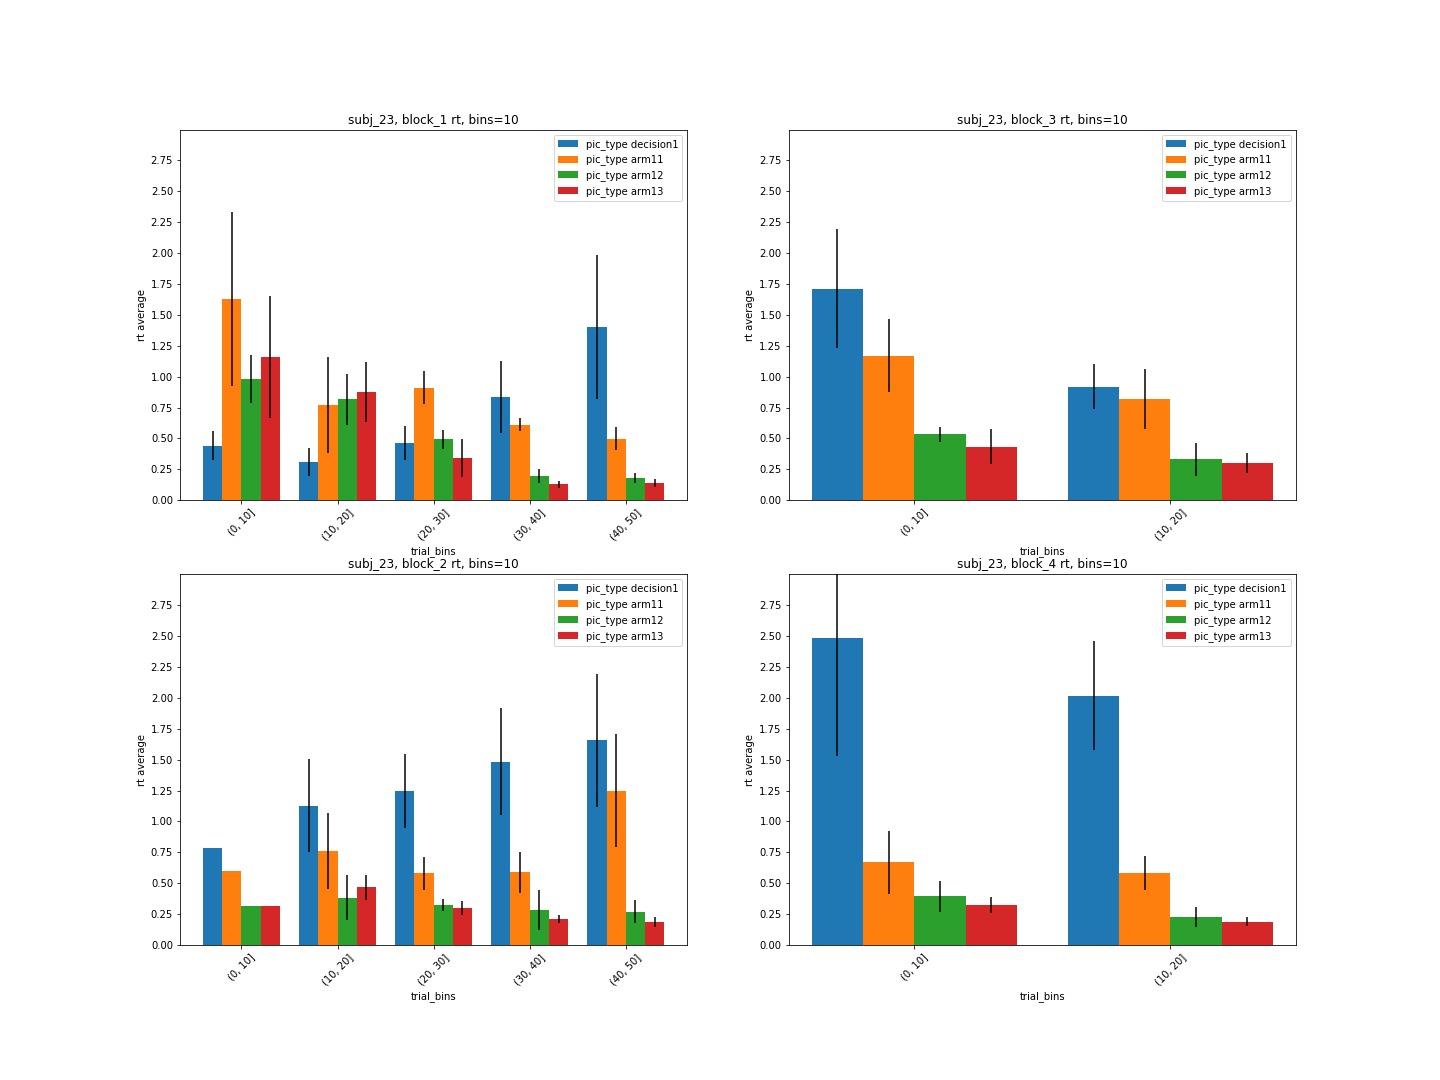 subj_23, block_1 rt, bins=10
pic_type decision1
pic_type arm11
pic_type arm12
pic_type arm13
2.75
2.50
2.25
2.00
1.75
1.50
1.25
1.00
0.75
0.50
0.25
0.00
rt average
(0, 10]
(10, 20]
(20, 30]
(30, 40]
(40, 50]
trial_bins
subj_23, block_3 rt, bins=10
pic_type decision1
pic_type arm11
pic_type arm12
pic_type arm13
2.75
2.50
2.25
2.00
1.75
1.50
1.25
1.00
0.75
0.50
0.25
0.00
rt average
(0, 10]
(10, 20]
trial_bins
subj_23, block_2 rt, bins=10
pic_type decision1
pic_type arm11
pic_type arm12
pic_type arm13
2.75
2.50
2.25
2.00
1.75
1.50
1.25
1.00
0.75
0.50
0.25
0.00
rt average
(0, 10]
(10, 20]
(20, 30]
(30, 40]
(40, 50]
trial_bins
subj_23, block_4 rt, bins=10
pic_type decision1
pic_type arm11
pic_type arm12
pic_type arm13
2.75
2.50
2.25
2.00
1.75
1.50
1.25
1.00
0.75
0.50
0.25
0.00
rt average
(0, 10]
(10, 20]
trial_bins